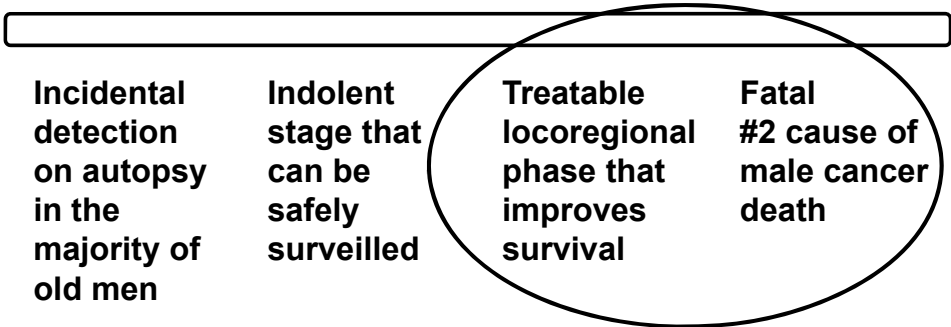 Incidental
detection
on autopsy
in the
majority of
old men
Indolent
stage that
can be
safely
surveilled
Treatable
locoregional
phase that
improves
survival
Fatal
#2 cause of
male cancer
death